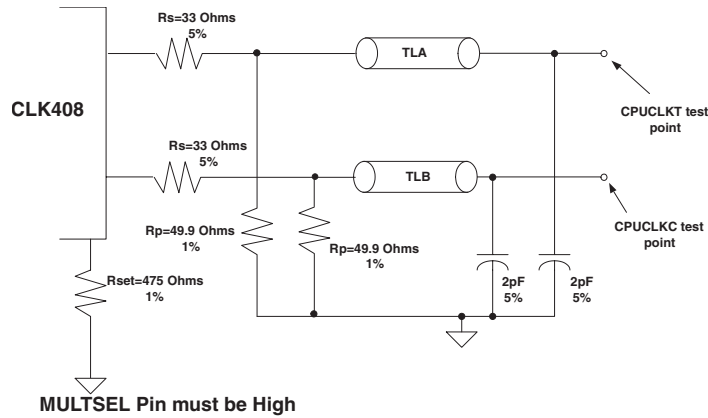 Rs=33 Ohms
5%
TLA
CLK408
CPUCLKT test
point
Rs=33 Ohms
5%
TLB
CPUCLKC test
point
Rp=49.9 Ohms
1%
Rp=49.9 Ohms
1%
Rset=475 Ohms
1%
2pF
5%
2pF
5%
MULTSEL Pin must be High